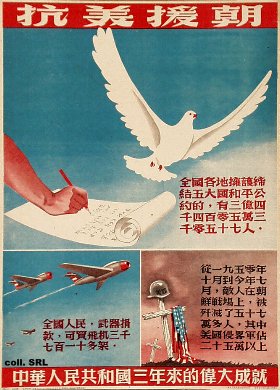 抗美援朝
全國各地擁護締
結五大國和平公
約的，有三億四
千四百零五萬三
千零五十七人．
全國人民，武器捐
款，可買飛机三千
七百一十多架．
從一九五零年
十月到今年七
月，敵人在朝
鮮戰場上，被
殲滅了五十七
萬多人，其中
美國侵畧軍佔
二十五萬以上
coll. SRL
中華人民共和國三年來的偉大成就